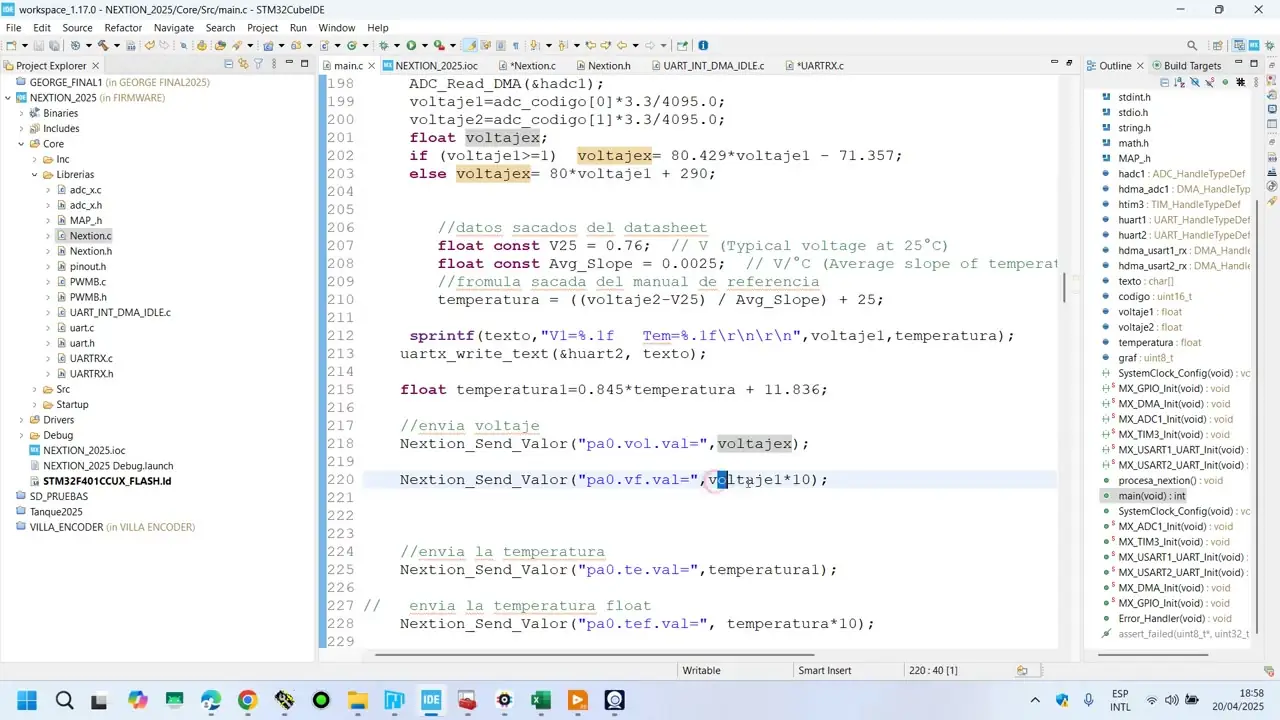 workspace_1.17.0 - NEXTION_2025/Core/Src/main.c - STM32CubeIDE
File Edit Source Refactor Navigate Search Project Run Window Help
Project Explorer
main.c NEXTION_2025.ioc *Nextion.c Nextion.h UART_INT_DMA_IDLE.c *UARTRX.c
Outline Build Targets
GEORGE_FINAL1 (in GEORGE FINAL2025)
NEXTION_2025 (in FIRMWARE)
Binaries
Includes
Core
Inc
Librerias
adc_x.c
adc_x.h
MAP_.h
Nextion.c
Nextion.h
pinout.h
PWMB.c
PWMB.h
UART_INT_DMA_IDLE.c
uart.c
uart.h
UARTRX.c
UARTRX.h
Src
Startup
Drivers
Debug
NEXTION_2025.ioc
NEXTION_2025 Debug.launch
STM32F401CCUX_FLASH.ld
SD_PRUEBAS
Tanque2025
VILLA_ENCODER (in VILLA ENCODER)
198 ADC_Read_DMA(&hadc1);
199 voltaje1=adc_codigo[0]*3.3/4095.0;
200 voltaje2=adc_codigo[1]*3.3/4095.0;
201 float voltajex;
202 if (voltaje1>=1) voltajex= 80.429*voltaje1 - 71.357;
203 else voltajex= 80*voltaje1 + 290;
204
205
206 //datos sacados del datasheet
207 float const V25 = 0.76; // V (Typical voltage at 25°C)
208 float const Avg_Slope = 0.0025; // V/°C (Average slope of temperat
209 //fromula sacada del manual de referencia
210 temperatura = ((voltaje2-V25) / Avg_Slope) + 25;
211
212 sprintf(texto,"V1=%.1f Tem=%.1f\r\n\r\n",voltaje1,temperatura);
213 uartx_write_text(&huart2, texto);
214
215 float temperatura1=0.845*temperatura + 11.836;
216
217 //envia voltaje
218 Nextion_Send_Valor("pa0.vol.val=",voltajex);
219
220 Nextion_Send_Valor("pa0.vf.val=",voltaje1*10);
221
222
223
224 //envia la temperatura
225 Nextion_Send_Valor("pa0.te.val=",temperatura1);
226
227 // envia la temperatura float
228 Nextion_Send_Valor("pa0.tef.val=", temperatura*10);
229
stdint.h
stdio.h
string.h
math.h
MAP_.h
hadc1 : ADC_HandleTypeDef
hdma_adc1 : DMA_HandleTyp
htim3 : TIM_HandleTypeDef
huart1 : UART_HandleTypeDef
huart2 : UART_HandleTypeDef
hdma_usart1_rx : DMA_Handle
hdma_usart2_rx : DMA_Handle
texto : char[]
codigo : uint16_t
voltaje1 : float
voltaje2 : float
temperatura : float
graf : uint8_t
SystemClock_Config(void) : vo
MX_GPIO_Init(void) : void
MX_DMA_Init(void) : void
MX_ADC1_Init(void) : void
MX_TIM3_Init(void) : void
MX_USART1_UART_Init(void) :
MX_USART2_UART_Init(void) :
procesa_nextion() : void
main(void) : int
SystemClock_Config(void) : vo
MX_ADC1_Init(void) : void
MX_TIM3_Init(void) : void
MX_USART1_UART_Init(void) :
MX_USART2_UART_Init(void) :
MX_DMA_Init(void) : void
MX_GPIO_Init(void) : void
Error_Handler(void) : void
assert_failed(uint8_t*, uint32_t
Writable Smart Insert 220 : 40 [1]
ESP
INTL
18:58
20/04/2025